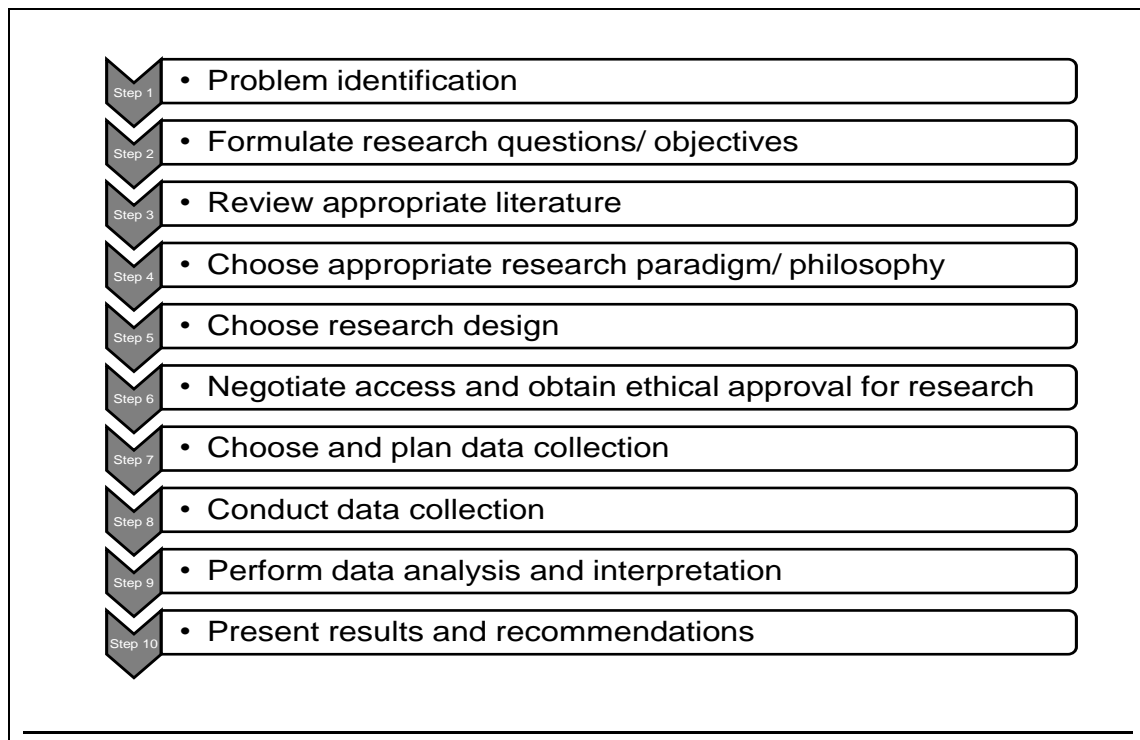 Step 1 • Problem identification
Step 2 • Formulate research questions/ objectives
Step 3 • Review appropriate literature
Step 4 • Choose appropriate research paradigm/ philosophy
Step 5 • Choose research design
Step 6 • Negotiate access and obtain ethical approval for research
Step 7 • Choose and plan data collection
Step 8 • Conduct data collection
Step 9 • Perform data analysis and interpretation
Step 10 • Present results and recommendations